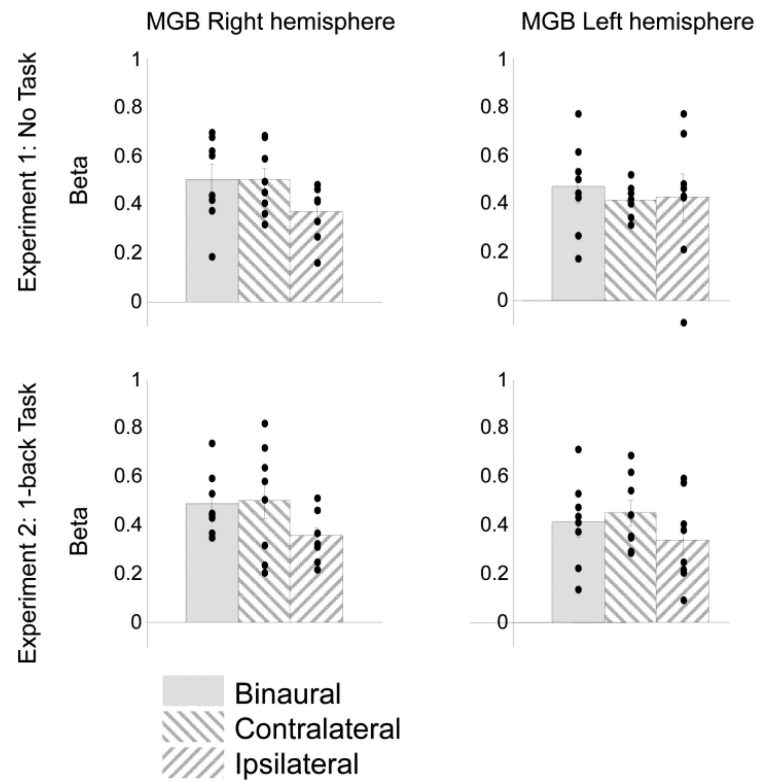 MGB Right hemisphere
MGB Left hemisphere
Experiment 1: No Task
Beta
1
0.8
0.6
0.4
0.2
0
1
0.8
0.6
0.4
0.2
0
Experiment 2: 1-back Task
Beta
1
0.8
0.6
0.4
0.2
0
1
0.8
0.6
0.4
0.2
0
Binaural
Contralateral
Ipsilateral